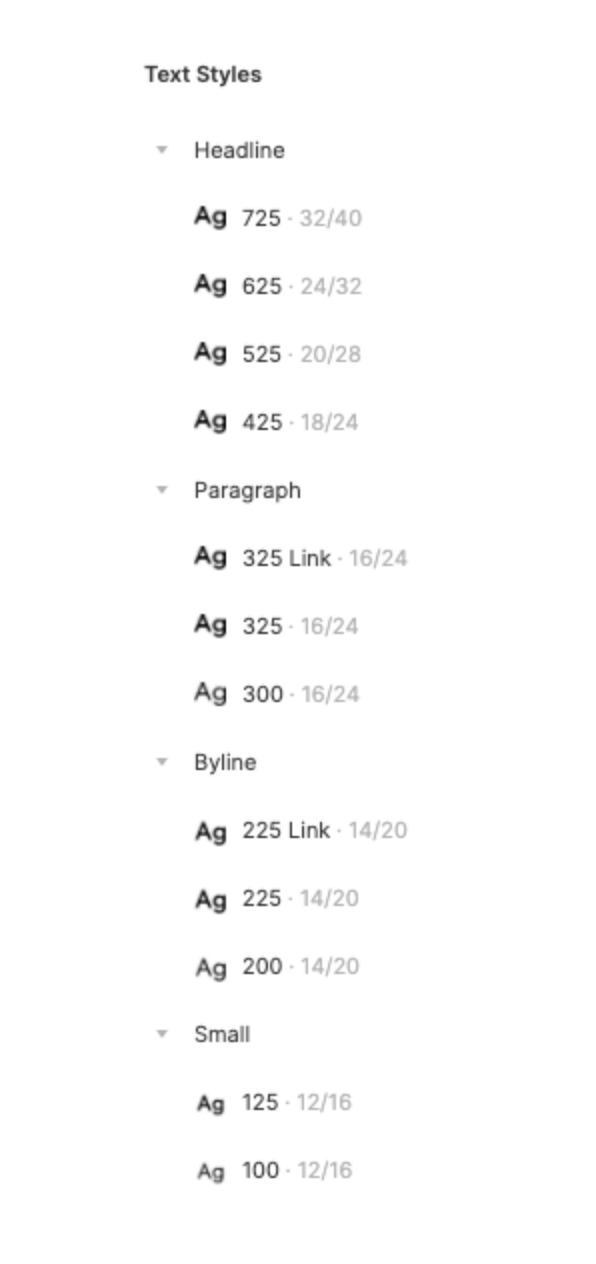 Text Styles
Headline
Ag 725 · 32/40
Ag 625 · 24/32
Ag 525 · 20/28
Ag 425 · 18/24
Paragraph
Ag 325 Link · 16/24
Ag 325 · 16/24
Ag 300 · 16/24
Byline
Ag 225 Link · 14/20
Ag 225 · 14/20
Ag 200 · 14/20
Small
Ag 125 · 12/16
Ag 100 · 12/16